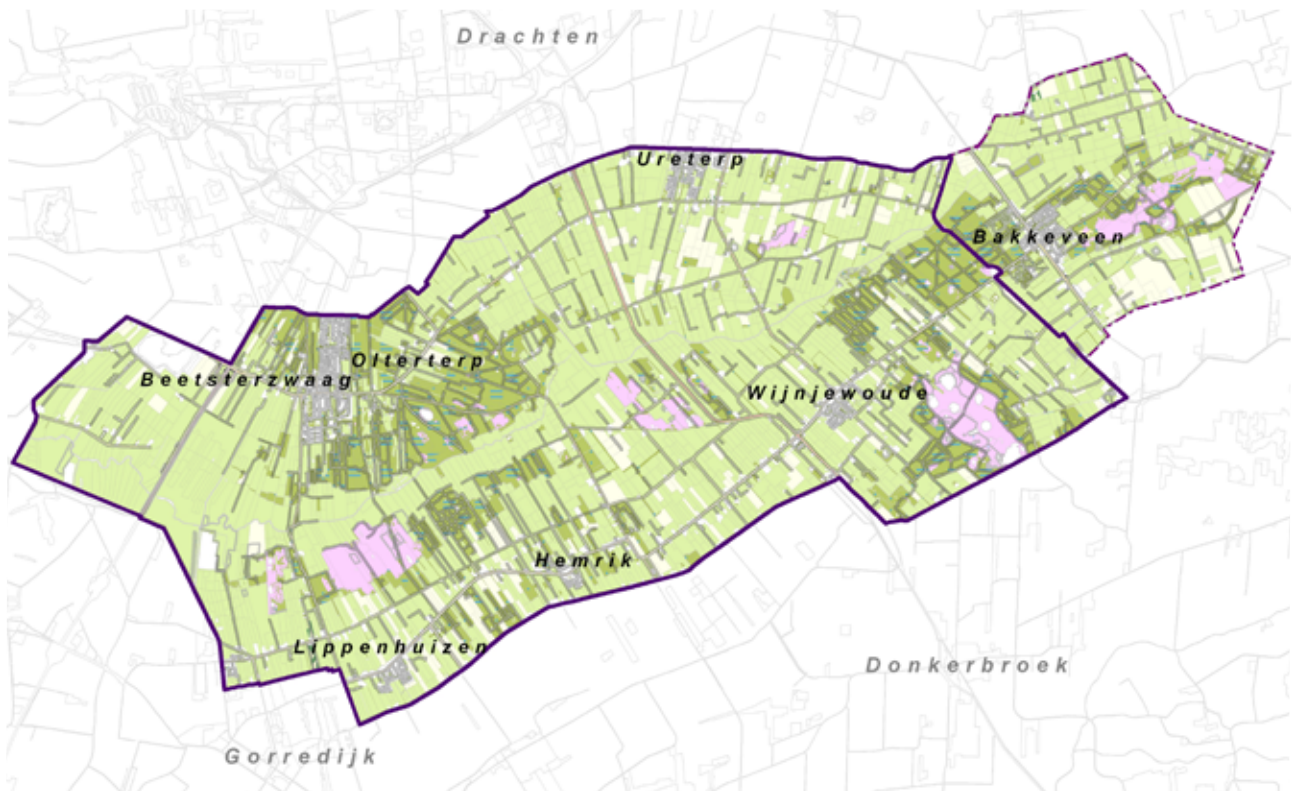 Drachten
Ureterp
Bakkeveen
Olterterp
Beetsterzwaag
Wijnjewoude
Hemrik
Lippenhuizen
Donkerbroek
Gorredijk